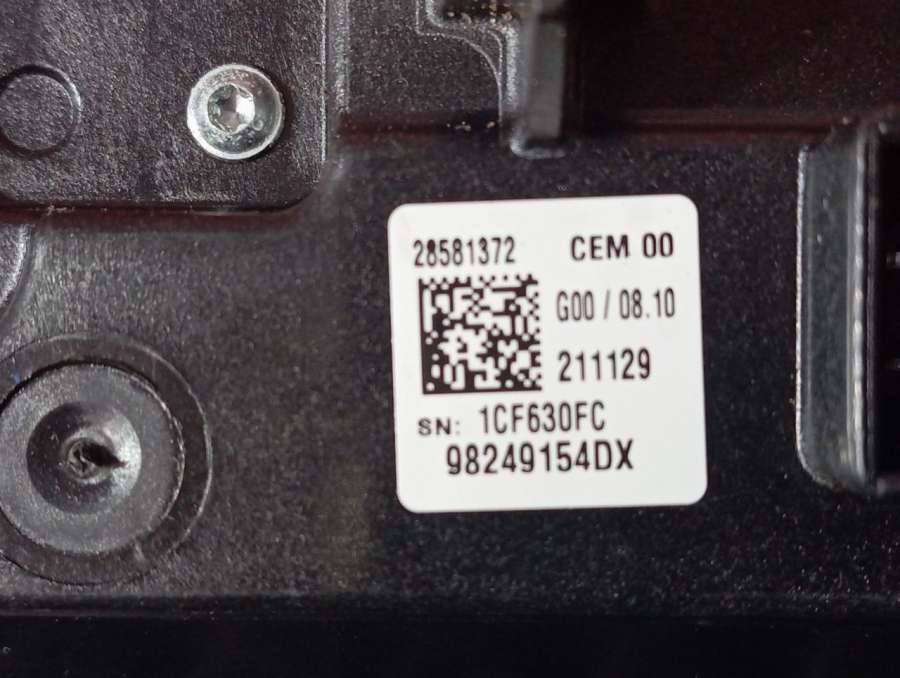 28581372 CEM 00
G00 / 08.10
211129
SN: 1CF630FC
98249154DX